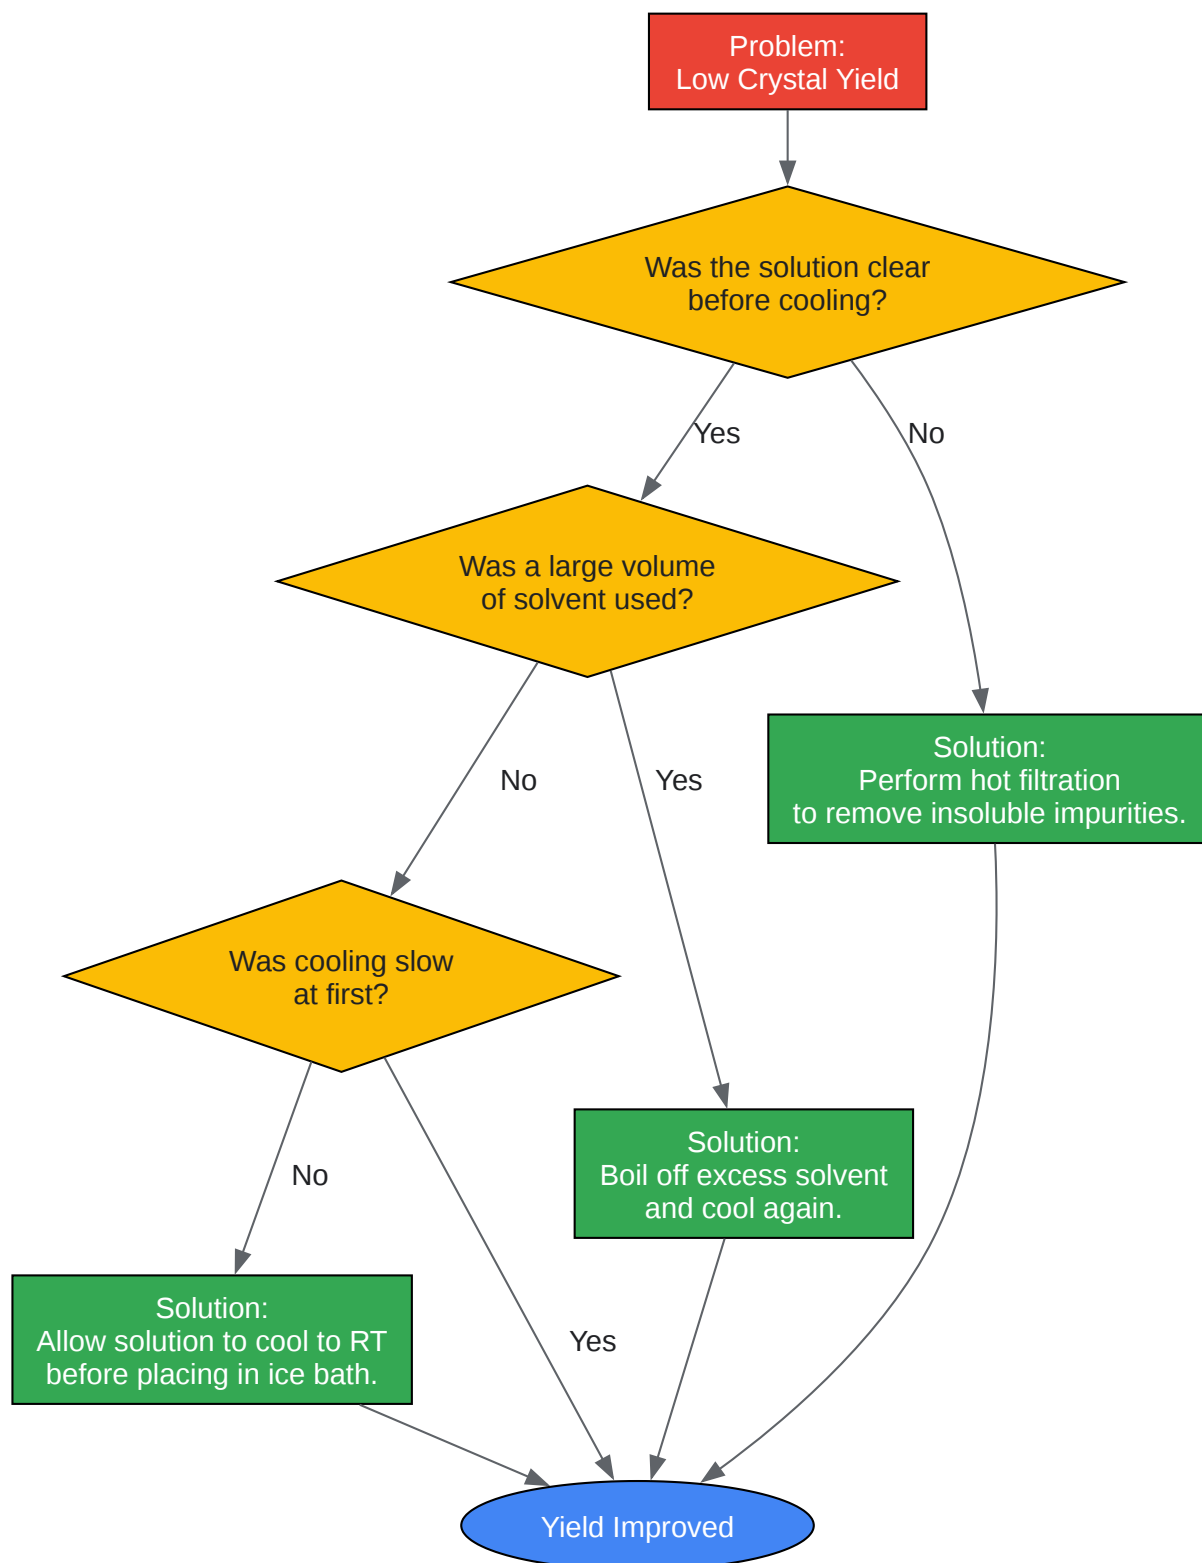 Problem:
Low Crystal Yield
Was the solution clear
before cooling?
Yes
No
Was a large volume
of solvent used?
No
Yes
Solution:
Perform hot filtration
to remove insoluble impurities.
Was cooling slow
at first?
No
Yes
Solution:
Boil off excess solvent
and cool again.
Solution:
Allow solution to cool to RT
before placing in ice bath.
Yield Improved